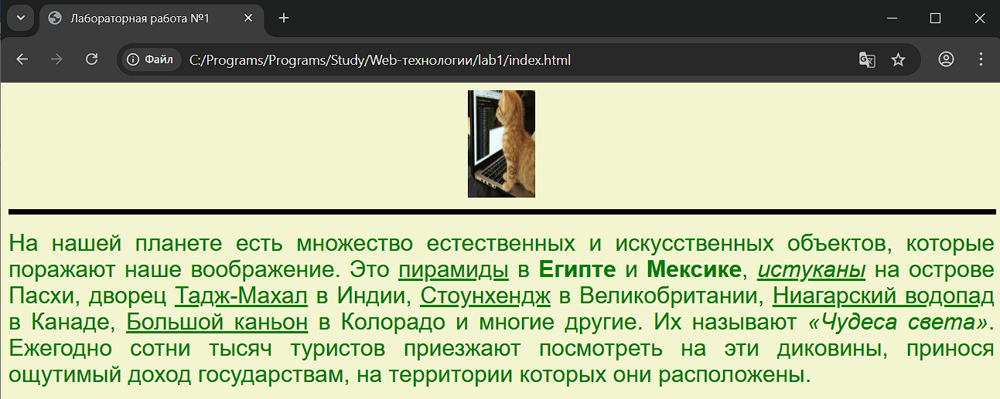 Лабораторная работа №1
Файл C:/Programs/Programs/Study/Web-технологии/lab1/index.html
На нашей планете есть множество естественных и искусственных объектов, которые
поражают наше воображение. Это пирамиды в Египте и Мексике, истуканы на острове
Пасхи, дворец Тадж-Махал в Индии, Стоунхендж в Великобритании, Ниагарский водопад
в Канаде, Большой каньон в Колорадо и многие другие. Их называют «Чудеса света».
Ежегодно сотни тысяч туристов приезжают посмотреть на эти диковины, принося
ощутимый доход государствам, на территории которых они расположены.